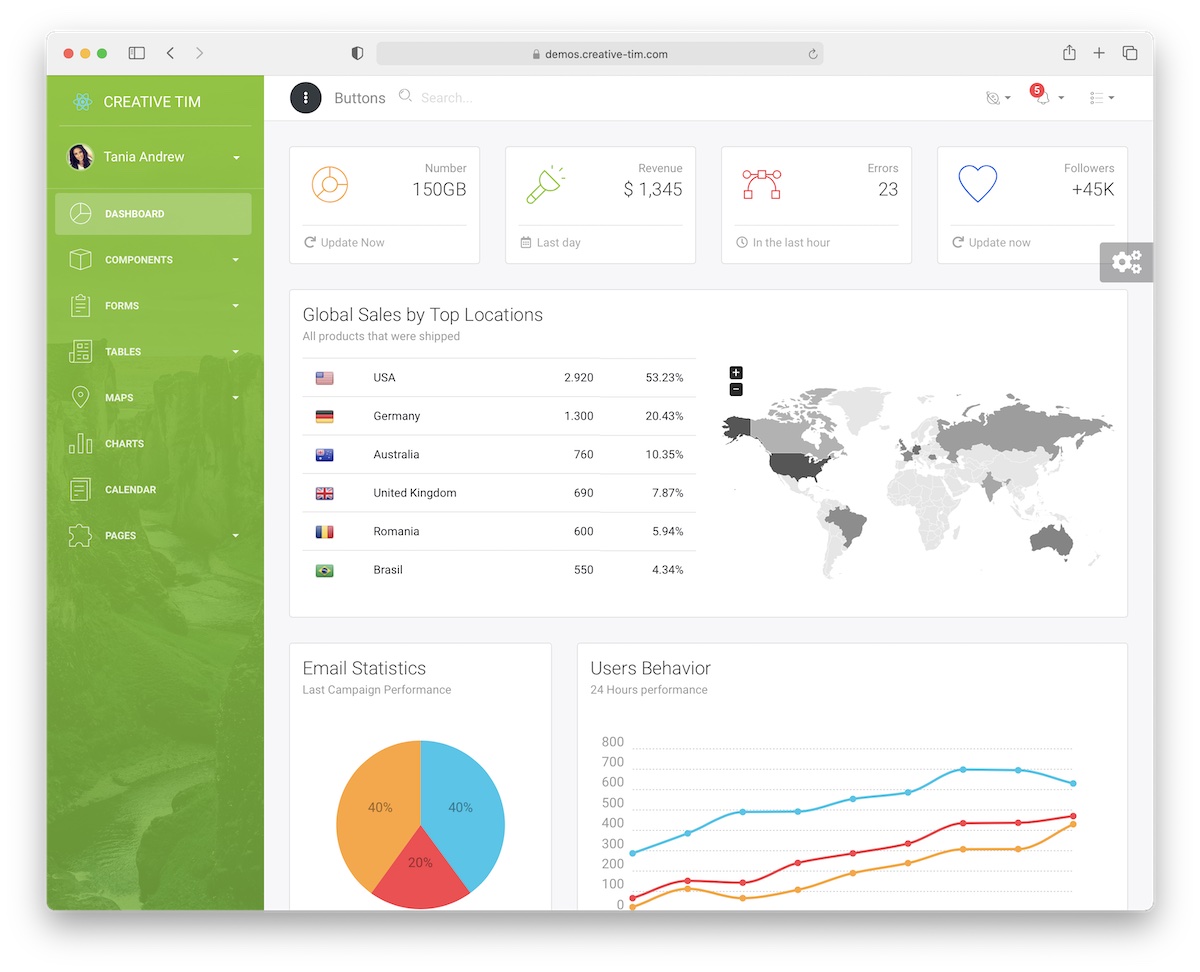 demos.creative-tim.com
CREATIVE TIM
Tania Andrew
DASHBOARD
COMPONENTS
FORMS
TABLES
MAPS
CHARTS
CALENDAR
PAGES
Buttons
Search...
5
Number
150GB
Update Now
Revenue
$ 1,345
Last day
Errors
23
In the last hour
Followers
+45K
Update now
Global Sales by Top Locations
All products that were shipped
USA 2.920 53.23%
Germany 1.300 20.43%
Australia 760 10.35%
United Kingdom 690 7.87%
Romania 600 5.94%
Brasil 550 4.34%
+
-
Email Statistics
Last Campaign Performance
40%
40%
20%
Users Behavior
24 Hours performance
800
700
600
500
400
300
200
100
0